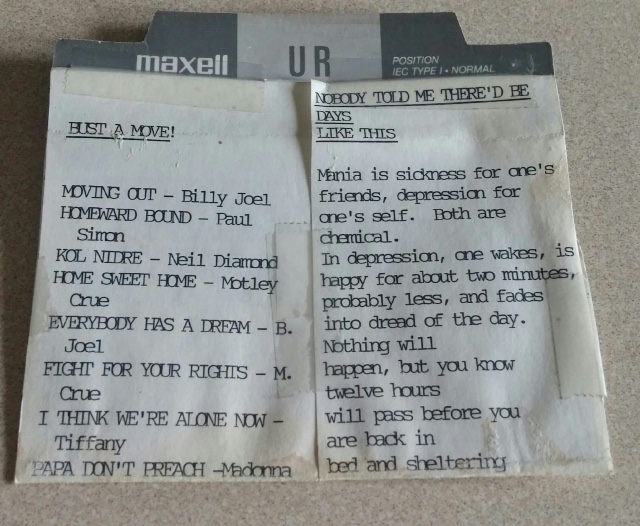 maxell UR POSITION
IEC TYPE I • NORMAL
BUST A MOVE!
MOVING OUT - Billy Joel
HOMEWARD BOUND - Paul
Simon
KOL NIDRE - Neil Diamond
HOME SWEET HOME - Motley
Crue
EVERYBODY HAS A DREAM - B.
Joel
FIGHT FOR YOUR RIGHTS - M.
Crue
I THINK WE'RE ALONE NOW -
Tiffany
PAPA DON'T PREACH -Madonna
NOBODY TOLD ME THERE'D BE
DAYS
LIKE THIS
Mania is sickness for one's
friends, depression for
one's self.  Both are
chemical.
In depression, one wakes, is
happy for about two minutes,
probably less, and fades
into dread of the day.
Nothing will
happen, but you know
twelve hours
will pass before you
are back in
bed and sheltering